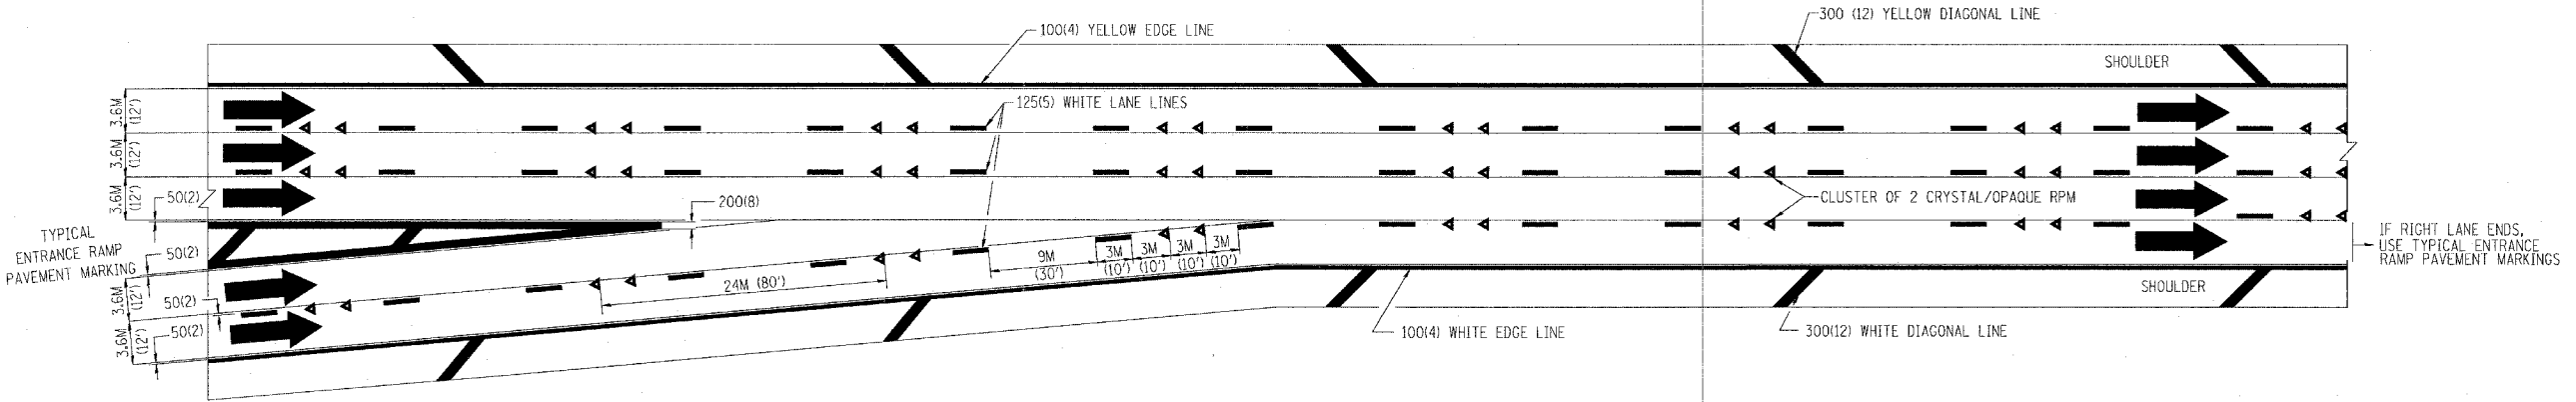 300 (12) YELLOW DIAGONAL LINE
100(4) YELLOW EDGE LINE
SHOULDER
3.6M
(12')
125(5) WHITE LANE LINES
3.6M
(12')
3.6M
(12')
50(2)
200(8)
CLUSTER OF 2 CRYSTAL/OPAQUE RPM
TYPICAL
ENTRANCE RAMP
PAVEMENT MARKING
50(2)
IF RIGHT LANE ENDS,
USE TYPICAL ENTRANCE
RAMP PAVEMENT MARKINGS
9M
(30')
3M
(10')
3M
(10')
3M
(10')
3M
(10')
24M (80')
3.6M
(12')
50(2)
SHOULDER
3.6M
(12')
50(2)
100(4) WHITE EDGE LINE
300(12) WHITE DIAGONAL LINE